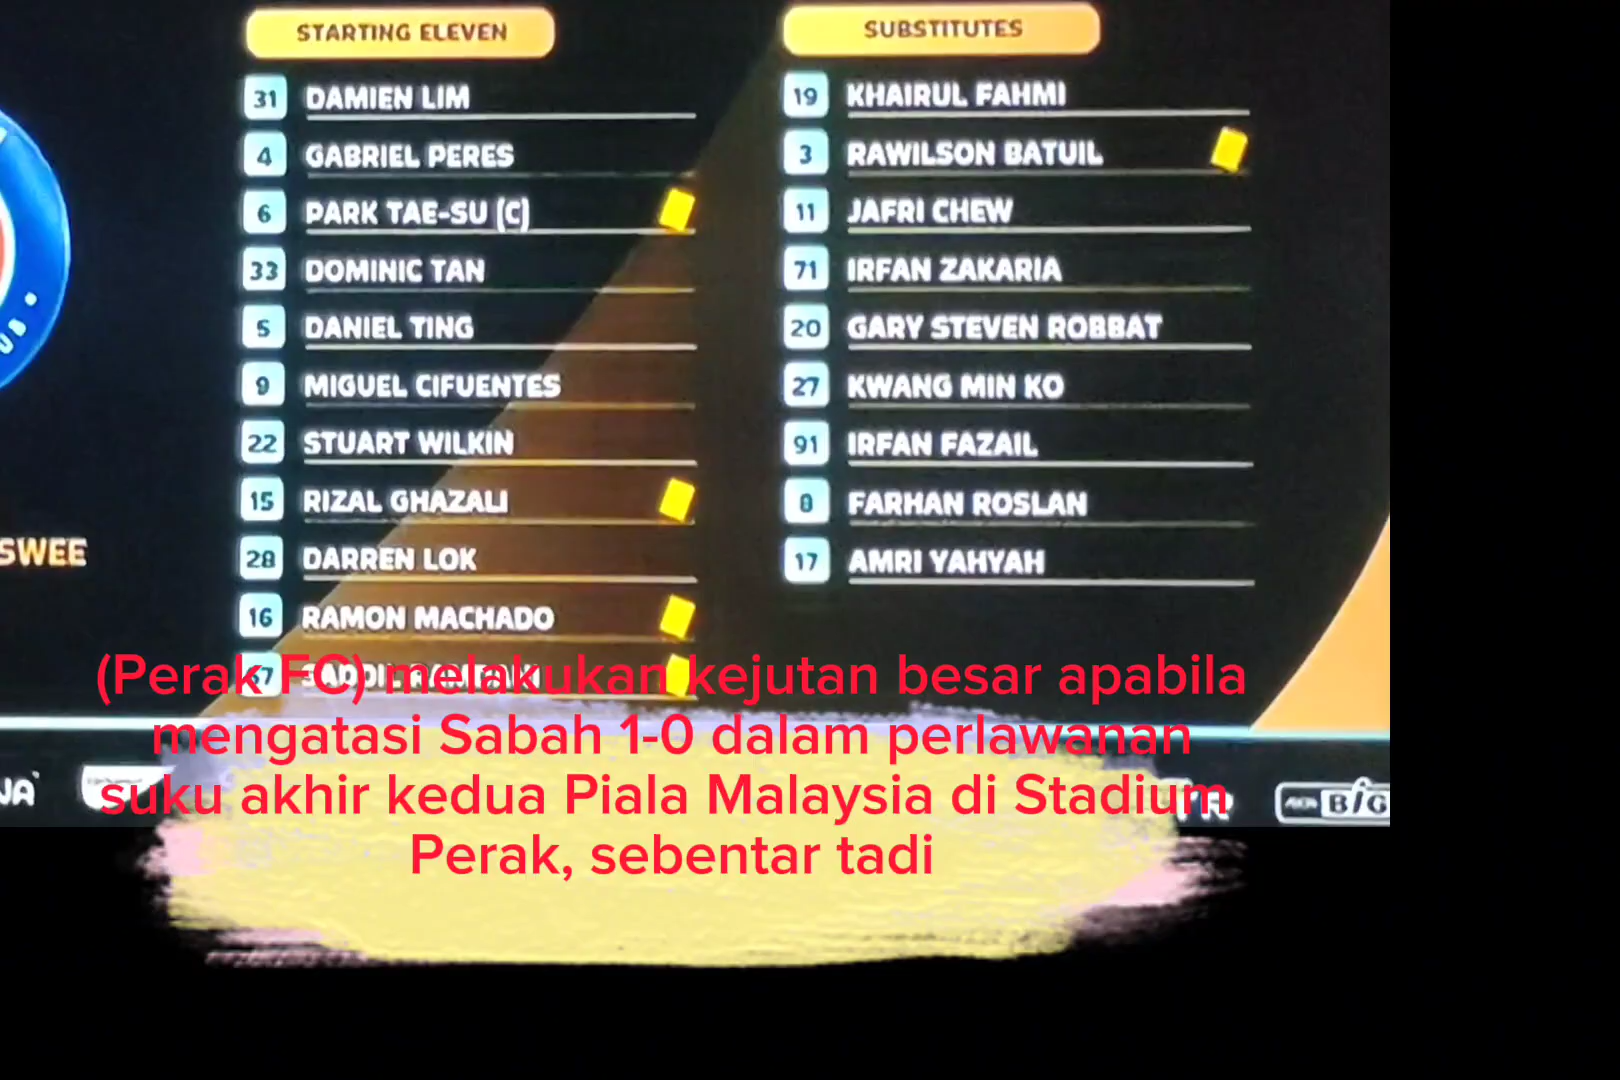 STARTING ELEVEN
31 DAMIEN LIM
4 GABRIEL PERES
6 PARK TAE-SU (C)
33 DOMINIC TAN
5 DANIEL TING
9 MIGUEL CIFUENTES
22 STUART WILKIN
15 RIZAL GHAZALI
28 DARREN LOK
16 RAMON MACHADO
SUBSTITUTES
19 KHAIRUL FAHMI
3 RAWILSON BATUIL
11 JAFRI CHEW
71 IRFAN ZAKARIA
20 GARY STEVEN ROBBAT
27 KWANG MIN KO
91 IRFAN FAZAIL
8 FARHAN ROSLAN
17 AMRI YAHYAH
SWEE
(Perak FC) melakukan kejutan besar apabila
mengatasi Sabah 1-0 dalam perlawanan
suku akhir kedua Piala Malaysia di Stadium
Perak, sebentar tadi
BIG